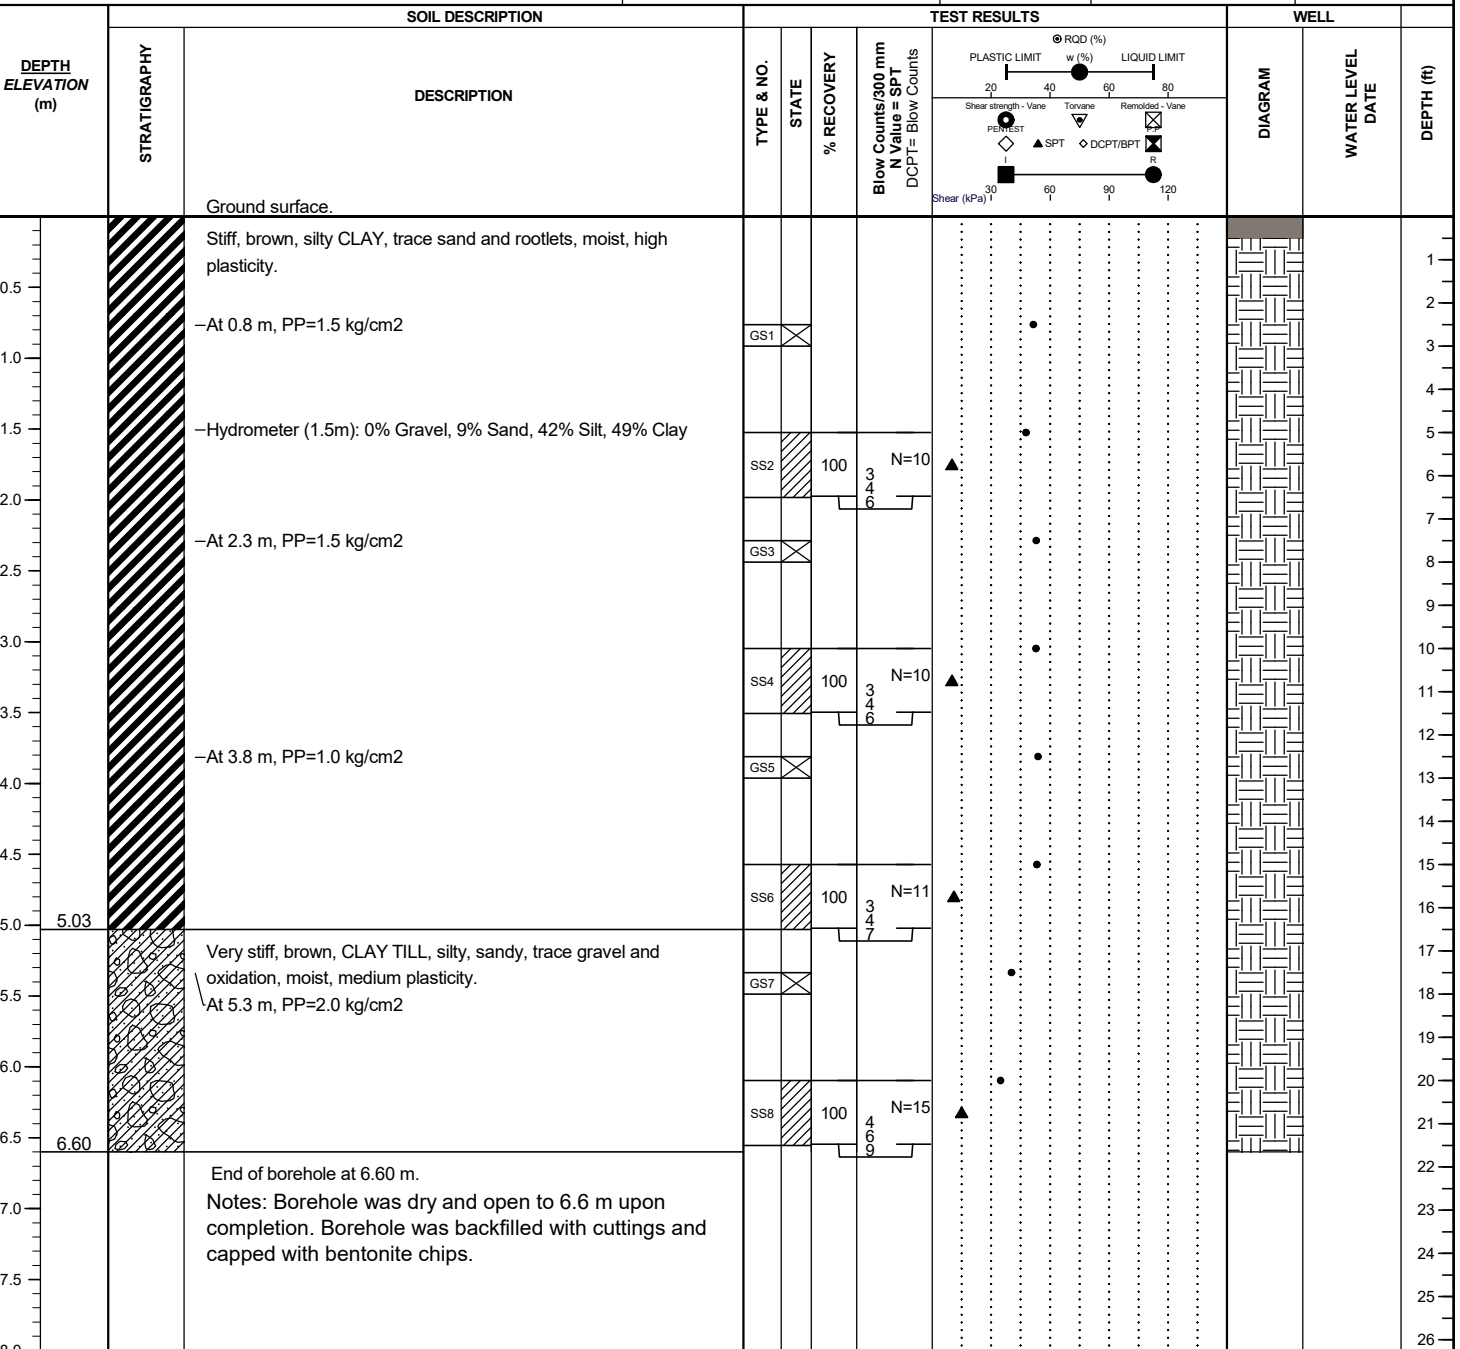 SOIL DESCRIPTION
TEST RESULTS
WELL
DEPTH
ELEVATION
(m)
STRATIGRAPHY
DESCRIPTION
TYPE & NO.
STATE
% RECOVERY
Blow Counts/300 mm
N Value = SPT
DCPT= Blow Counts
RQD (%)
PLASTIC LIMIT w (%) LIQUID LIMIT
20 40 60 80
Shear strength - Vane Torvane Remolded - Vane
PENTEST P.P
SPT DCPT/BPT
I R
Shear (kPa) 30 60 90 120
DIAGRAM
WATER LEVEL
DATE
DEPTH (ft)
Ground surface.
Stiff, brown, silty CLAY, trace sand and rootlets, moist, high
plasticity.
1
0.5
2
At 0.8 m, PP=1.5 kg/cm2
GS1
3
1.0
4
1.5
Hydrometer (1.5m): 0% Gravel, 9% Sand, 42% Silt, 49% Clay
5
SS2 100 N=10
3
4
6
6
2.0
7
At 2.3 m, PP=1.5 kg/cm2
GS3
8
2.5
9
3.0
10
SS4 100 N=10
3
4
6
11
3.5
12
At 3.8 m, PP=1.0 kg/cm2
GS5
13
4.0
14
4.5
15
SS6 100 N=11
3
4
7
16
5.0 5.03
17
Very stiff, brown, CLAY TILL, silty, sandy, trace gravel and
oxidation, moist, medium plasticity.
GS7
At 5.3 m, PP=2.0 kg/cm2
5.5
18
19
6.0
20
SS8 100 N=15
4
6
9
21
6.5 6.60
End of borehole at 6.60 m.
22
Notes: Borehole was dry and open to 6.6 m upon
completion. Borehole was backfilled with cuttings and
capped with bentonite chips.
7.0
23
24
7.5
25
26